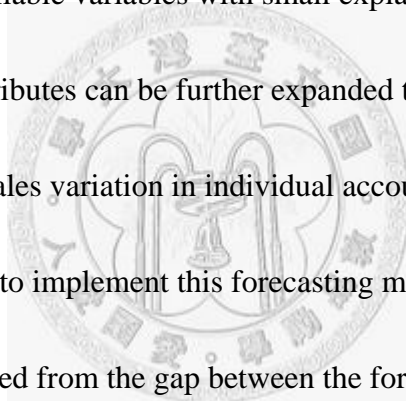 ilable variables with small expla
ributes can be further expanded t
ales variation in individual accou
to implement this forecasting m
ed from the gap between the for